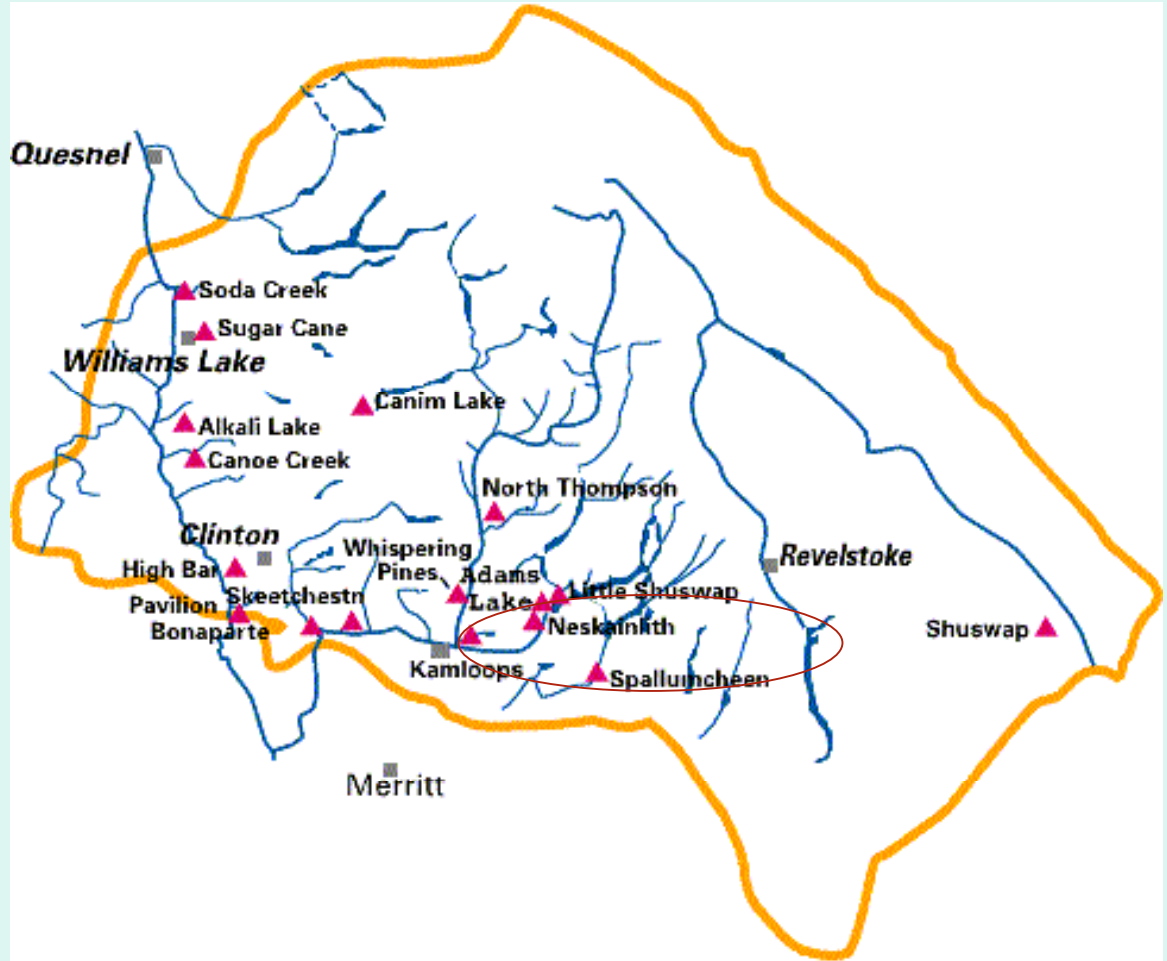 Quesnel
Soda Creek
Sugar Cane
Williams Lake
Canim Lake
Alkali Lake
Canoe Creek
North Thompson
Clinton
Whispering
Pines
Revelstoke
High Bar
Adams
Lake
Little Shuswap
Skeetchestn
Pavilion
Bonaparte
Neskainlith
Shuswap
Kamloops
Spallumcheen
Merritt